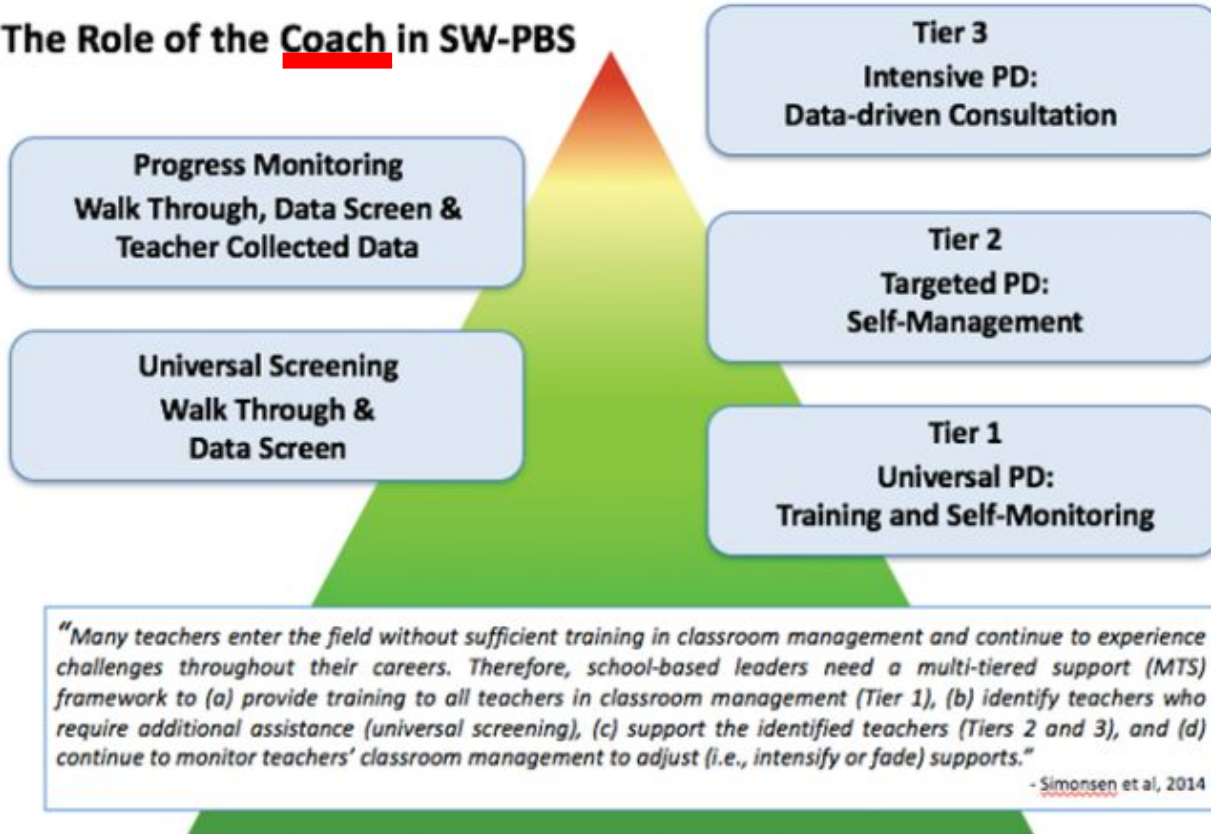 The Role of the Coach in SW-PBS
Tier 3
Intensive PD:
Data-driven Consultation
Progress Monitoring
Walk Through, Data Screen &
Teacher Collected Data
Tier 2
Targeted PD:
Self-Management
Universal Screening
Walk Through &
Data Screen
Tier 1
Universal PD:
Training and Self-Monitoring
"Many teachers enter the field without sufficient training in classroom management and continue to experience
challenges throughout their careers. Therefore, school-based leaders need a multi-tiered support (MTS)
framework to (a) provide training to all teachers in classroom management (Tier 1), (b) identify teachers who
require additional assistance (universal screening), (c) support the identified teachers (Tiers 2 and 3), and (d)
continue to monitor teachers' classroom management to adjust (i.e., intensify or fade) supports."
- Simonsen et al, 2014